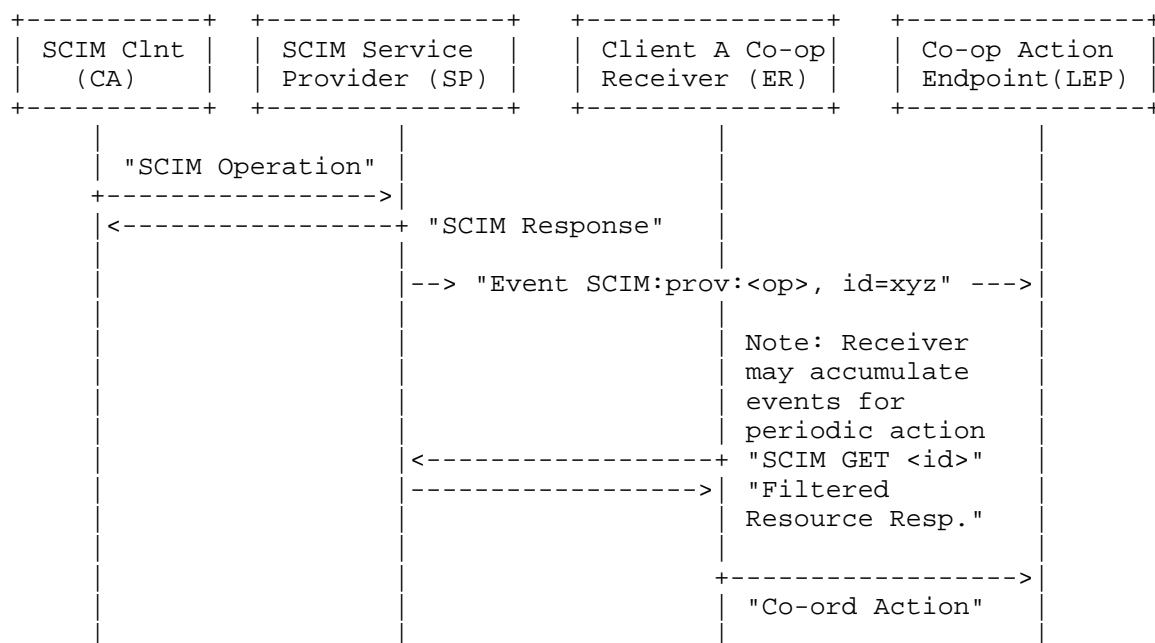 SCIM Clnt
(CA)
SCIM Service
Provider (SP)
Client A Co-op
Receiver (ER)
Co-op Action
Endpoint(LEP)
"SCIM Operation"
"SCIM Response"
"Event SCIM:prov:<op>, id=xyz"
Note: Receiver
may accumulate
events for
periodic action
"SCIM GET <id>"
"Filtered
Resource Resp."
"Co-ord Action"